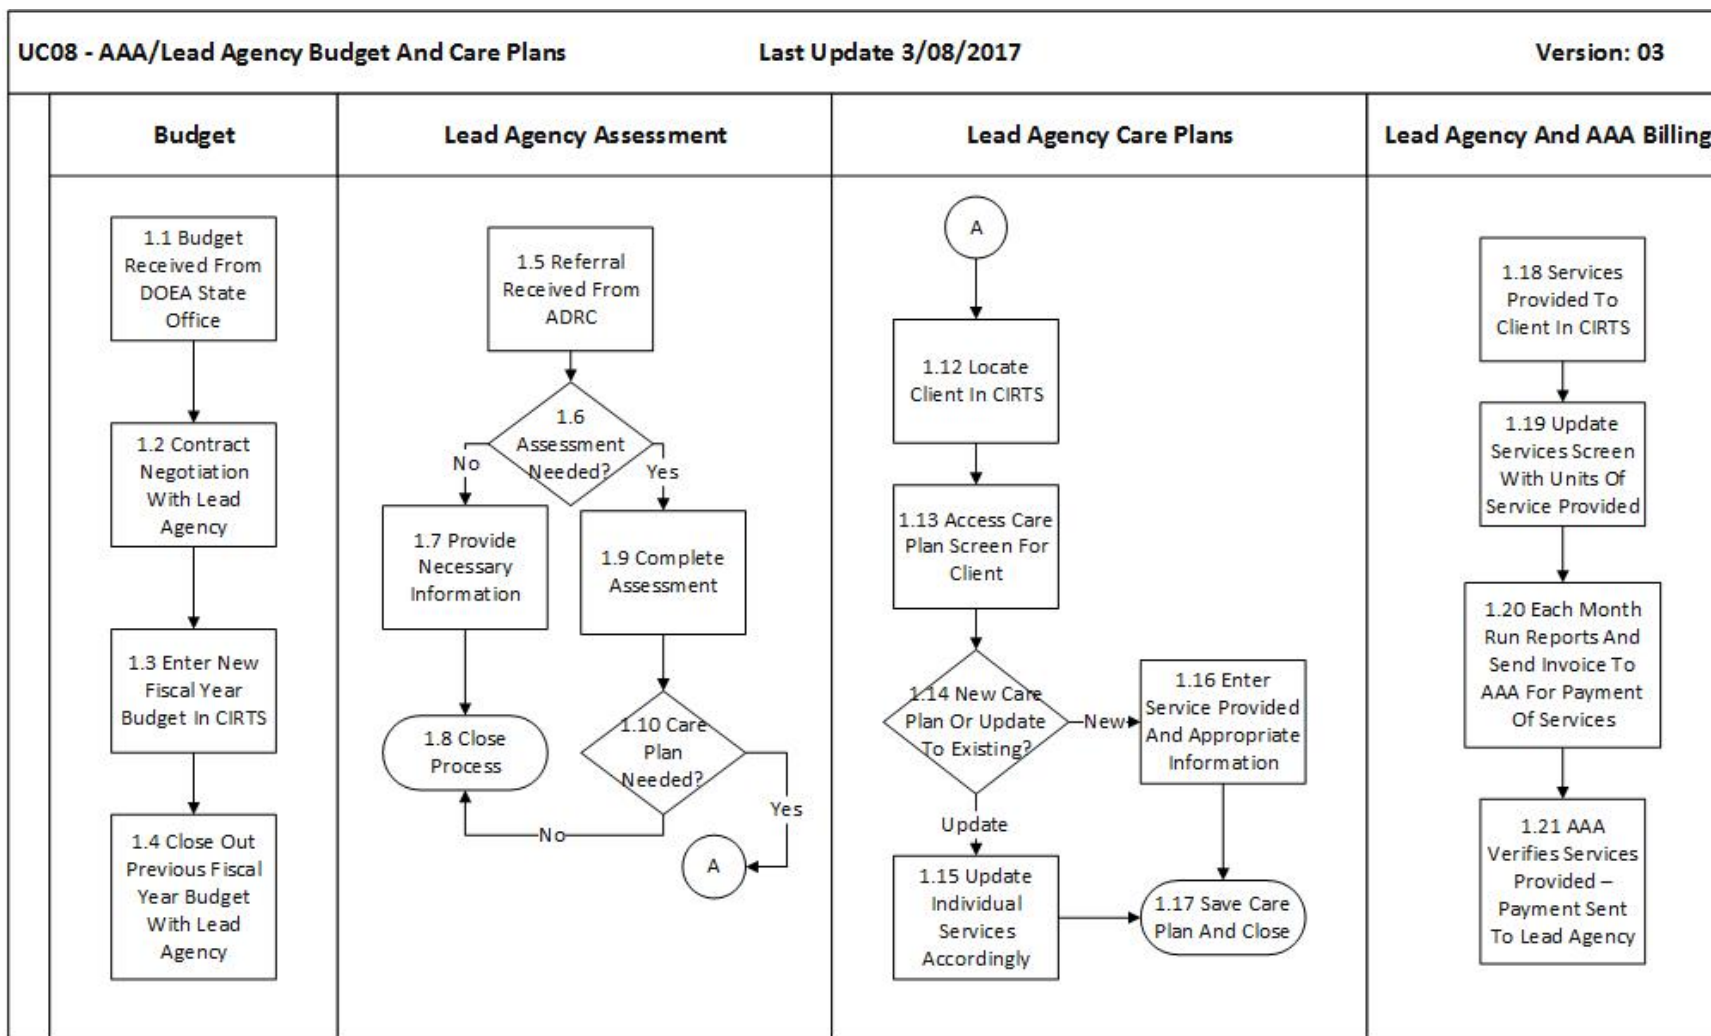 UC08 - AAA/Lead Agency Budget And Care Plans
Last Update 3/08/2017
Version: 03
Budget
Lead Agency Assessment
Lead Agency Care Plans
Lead Agency And AAA Billing
1.1 Budget
Received From
DOEA State
Office
1.2 Contract
Negotiation
With Lead
Agency
1.3 Enter New
Fiscal Year
Budget In CIRTS
1.4 Close Out
Previous Fiscal
Year Budget
With Lead
Agency
1.5 Referral
Received From
ADRC
1.6
Assessment
Needed?
No
Yes
1.7 Provide
Necessary
Information
1.9 Complete
Assessment
1.8 Close
Process
1.10 Care
Plan
Needed?
Yes
No
A
A
1.12 Locate
Client In CIRTS
1.13 Access Care
Plan Screen For
Client
1.14 New Care
Plan Or Update
To Existing?
New
1.16 Enter
Service Provided
And Appropriate
Information
Update
1.15 Update
Individual
Services
Accordingly
1.17 Save Care
Plan And Close
1.18 Services
Provided To
Client In CIRTS
1.19 Update
Services Screen
With Units Of
Service Provided
1.20 Each Month
Run Reports And
Send Invoice To
AAA For Payment
Of Services
1.21 AAA
Verifies Services
Provided –
Payment Sent
To Lead Agency